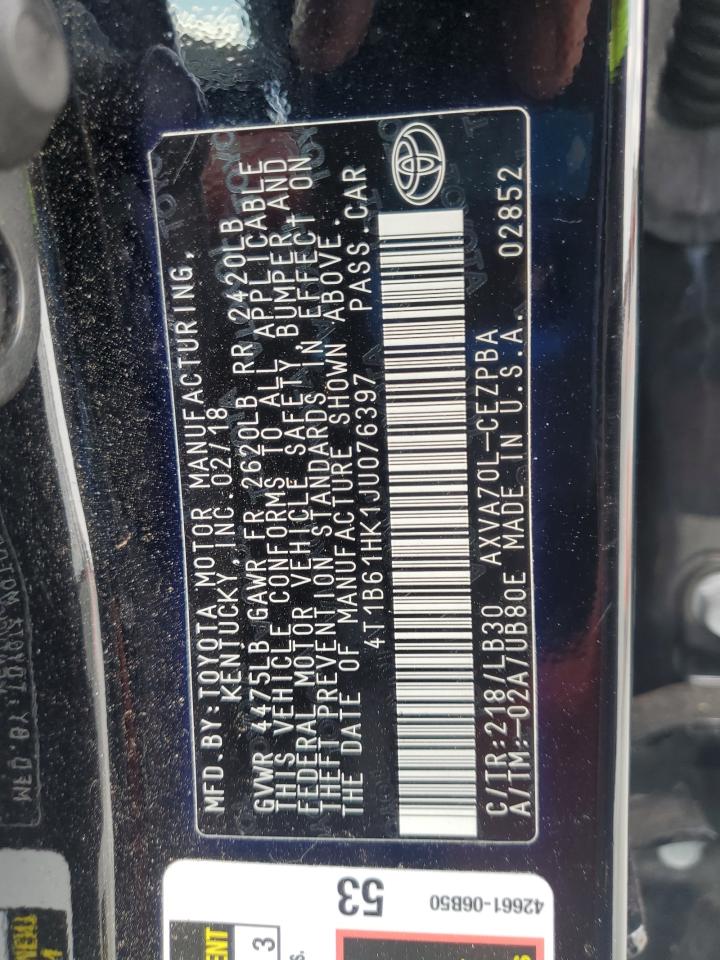 MFD.BY:TOYOTA MOTOR MANUFACTURING,
KENTUCKY,INC.02/18
GVWR 4475LB GAWR FR 2620LB RR 2420LB
THIS VEHICLE CONFORMS TO ALL APPLICABLE
FEDERAL MOTOR VEHICLE SAFETY, BUMPER, AND
THEFT PREVENTION STANDARDS IN EFFECT ON
THE DATE OF MANUFACTURE SHOWN ABOVE.
4T1B61HK1JU076397 PASS.CAR
C/TR:218/LB30 AXVA70L-CEZPBA 02852
A/TM:-02A7UB80E MADE IN U.S.A.
53
42661-06B50
3